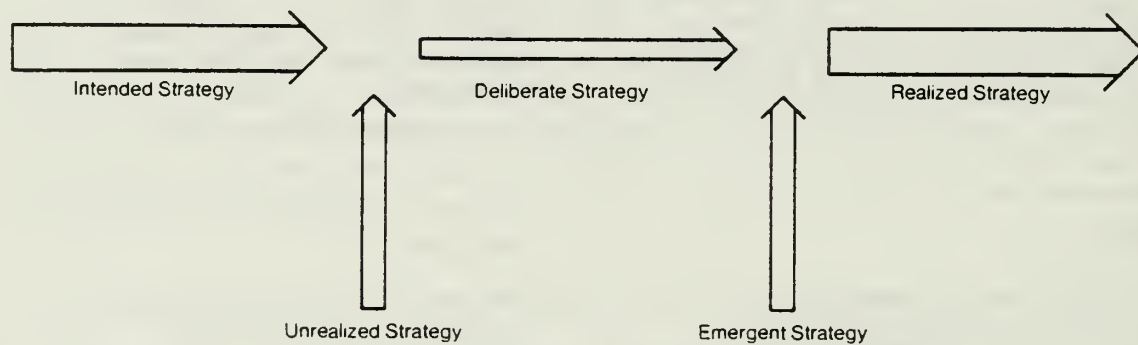 Intended Strategy
Deliberate Strategy
Realized Strategy
Unrealized Strategy
Emergent Strategy